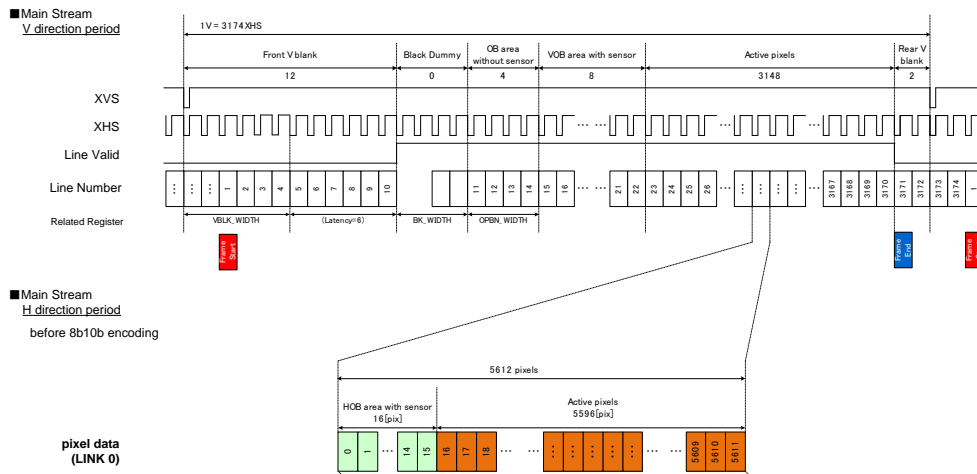 ■Main Stream
V direction period
1V = 3174XHS
Front V blank
Black Dummy
OB area without sensor
VOB area with sensor
Active pixels
Rear V blank
12
0
4
8
3148
2
XVS
XHS
... ...
... ...
Line Valid
Line Number
... ... ... 1 2 3 4 5 6 7 8 9 10 11 12 13 14 15 16 ... ... 21 22 23 24 25 26 ... ... ... ... ... 3167 3168 3169 3170 3171 3172 3173 3174 1
Related Register
VBLK_WIDTH
(Latency=6)
BK_WIDTH
OPBN_WIDTH
Frame Start
Frame End
Frame
■Main Stream
H direction period
before 8b10b encoding
5612 pixels
HOB area with sensor
16[pix]
Active pixels
5596[pix]
pixel data
(LINK 0)
0 1 ... 14 15 16 17 18 ... ... ... ... ... ... ... ... ... 5609 5610 5611